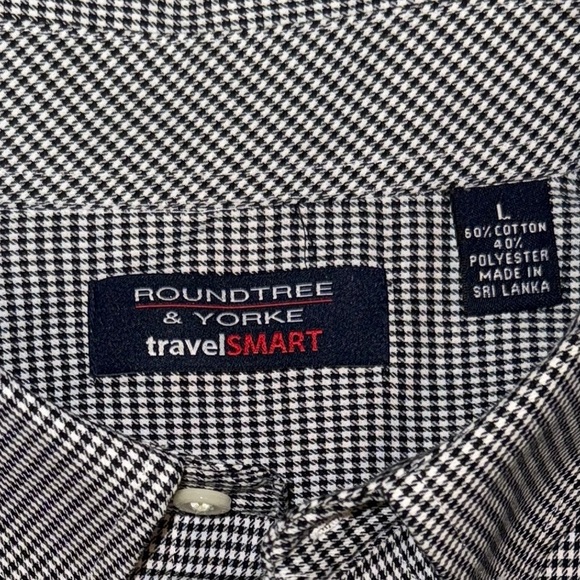 ROUNDTREE
& YORKE
travelSMART
L
60% COTTON
40%
POLYESTER
MADE IN
SRI LANKA